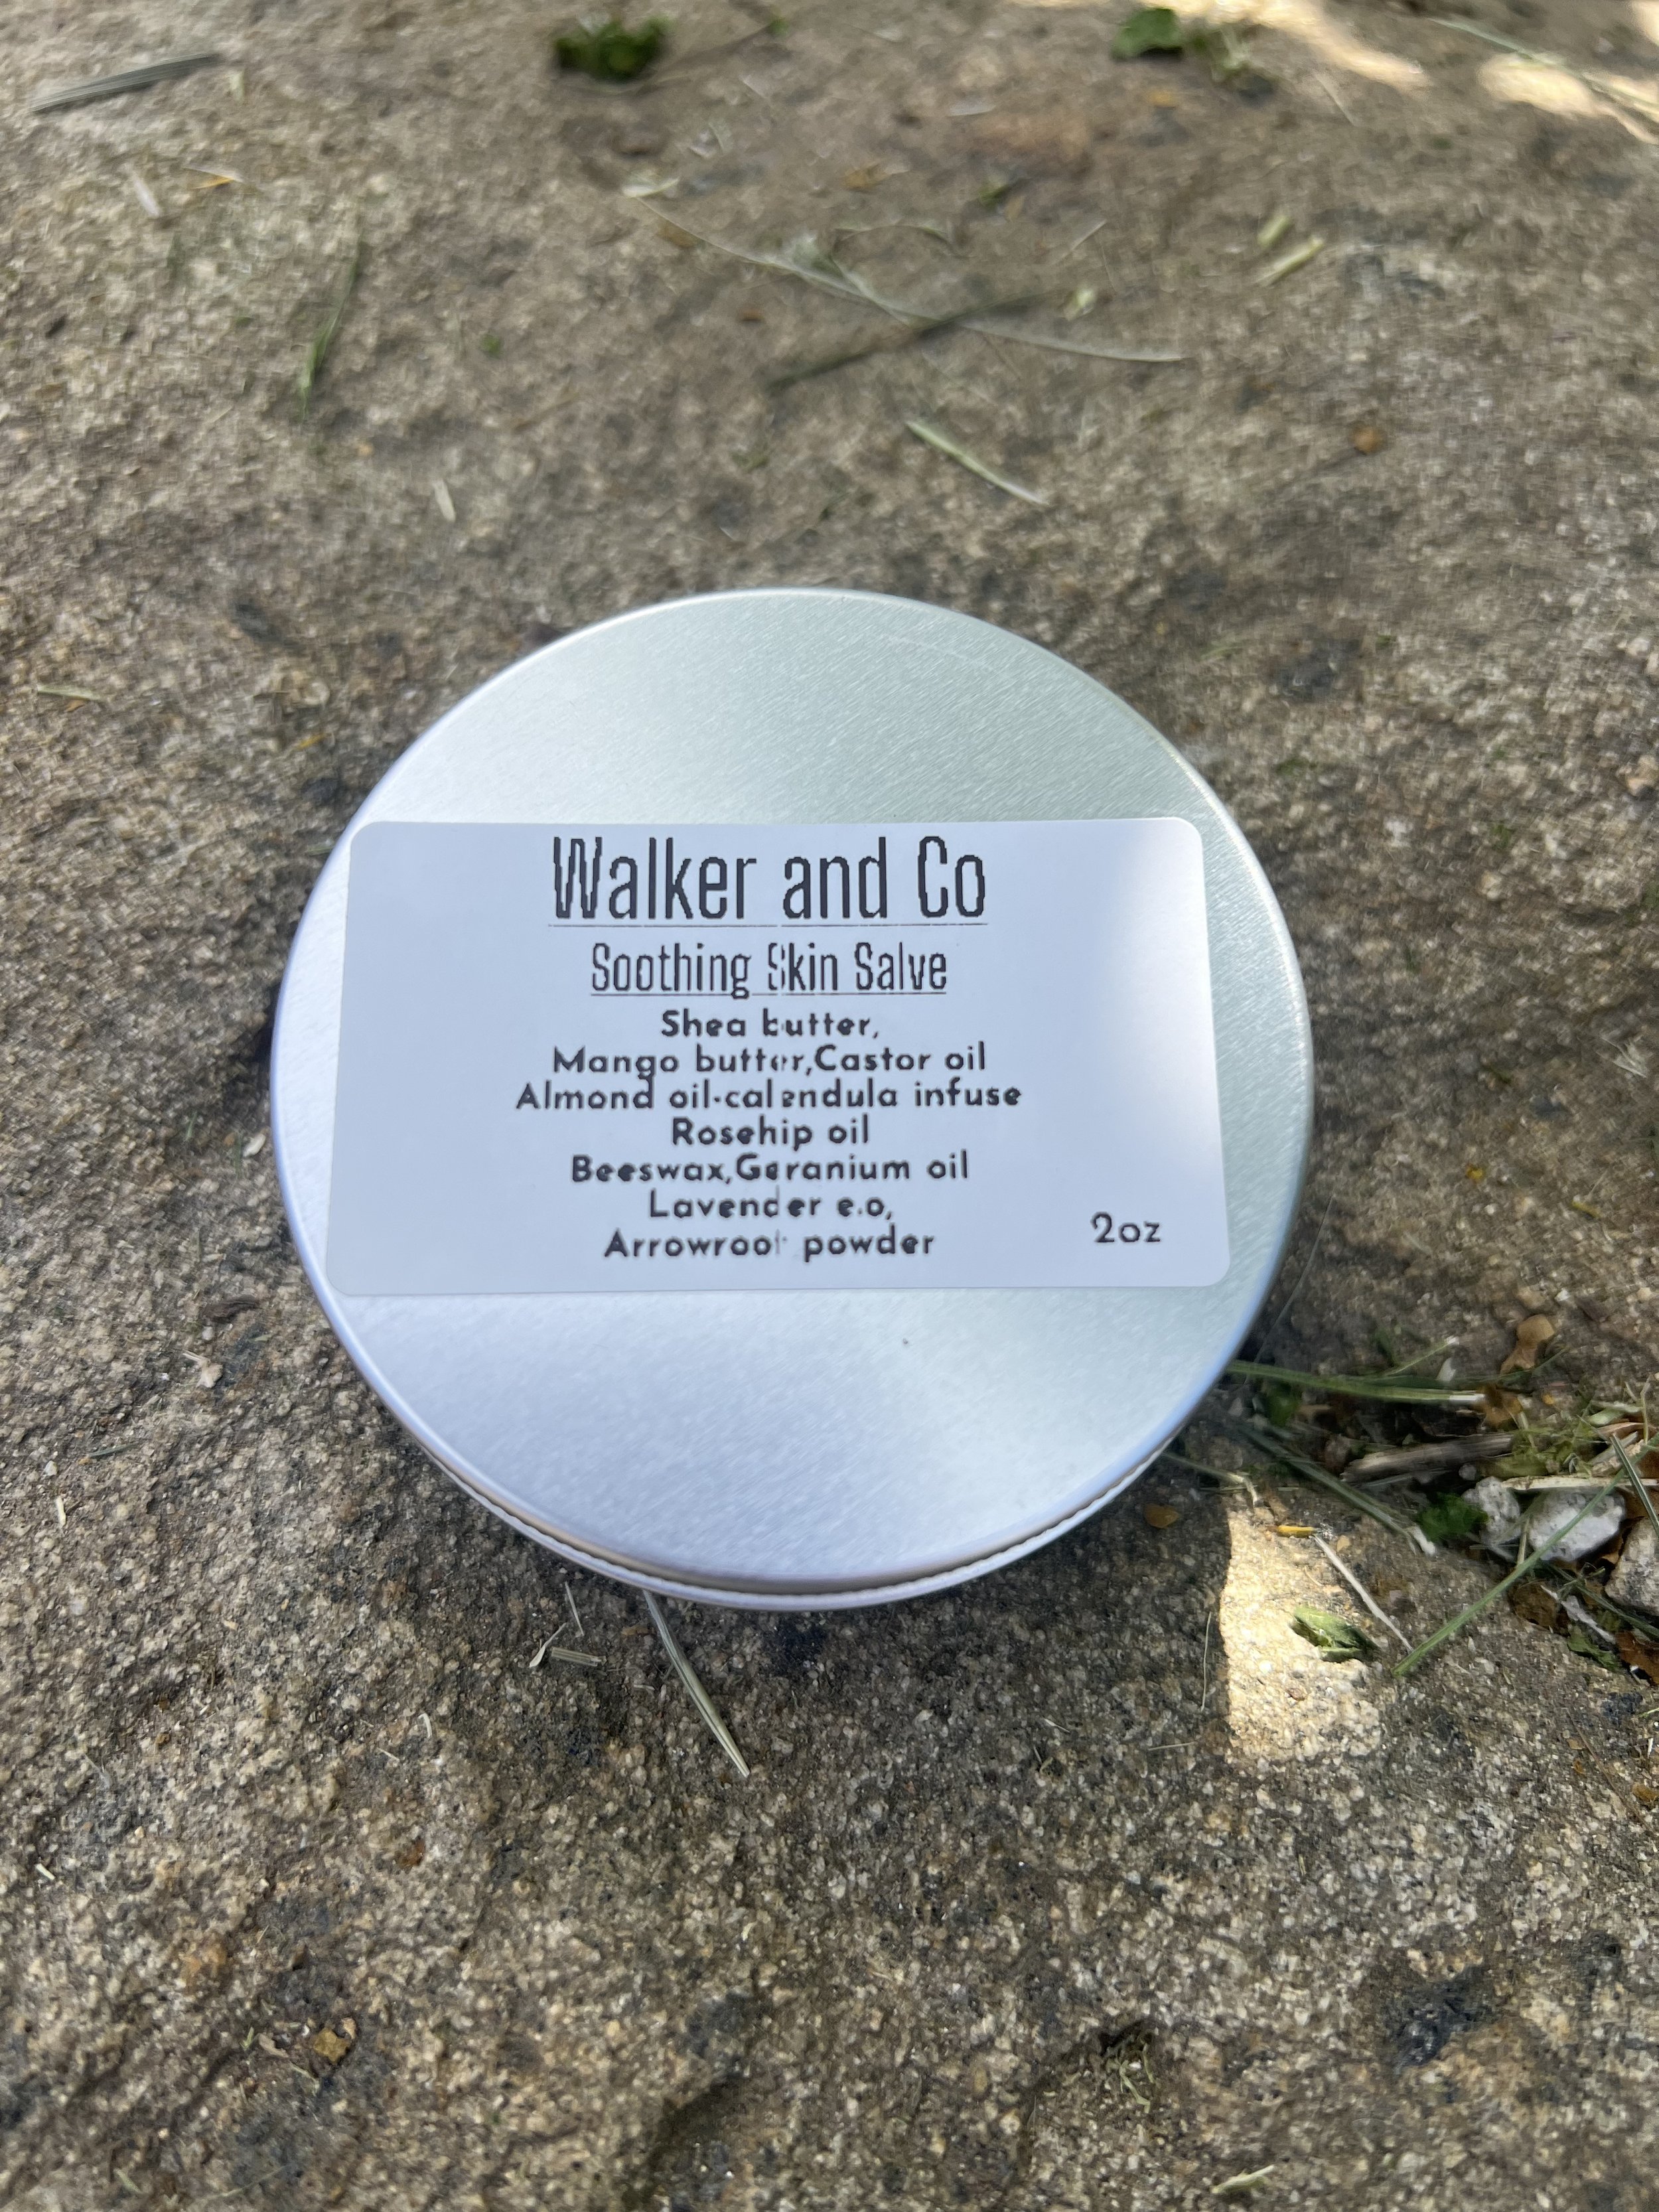 Walker and Co
Soothing Skin Salve
Shea butter,
Mango butter,Castor oil
Almond oil-calendula infuse
Rosehip oil
Beeswax,Geranium oil
Lavender e.o,
Arrowroot powder
2oz